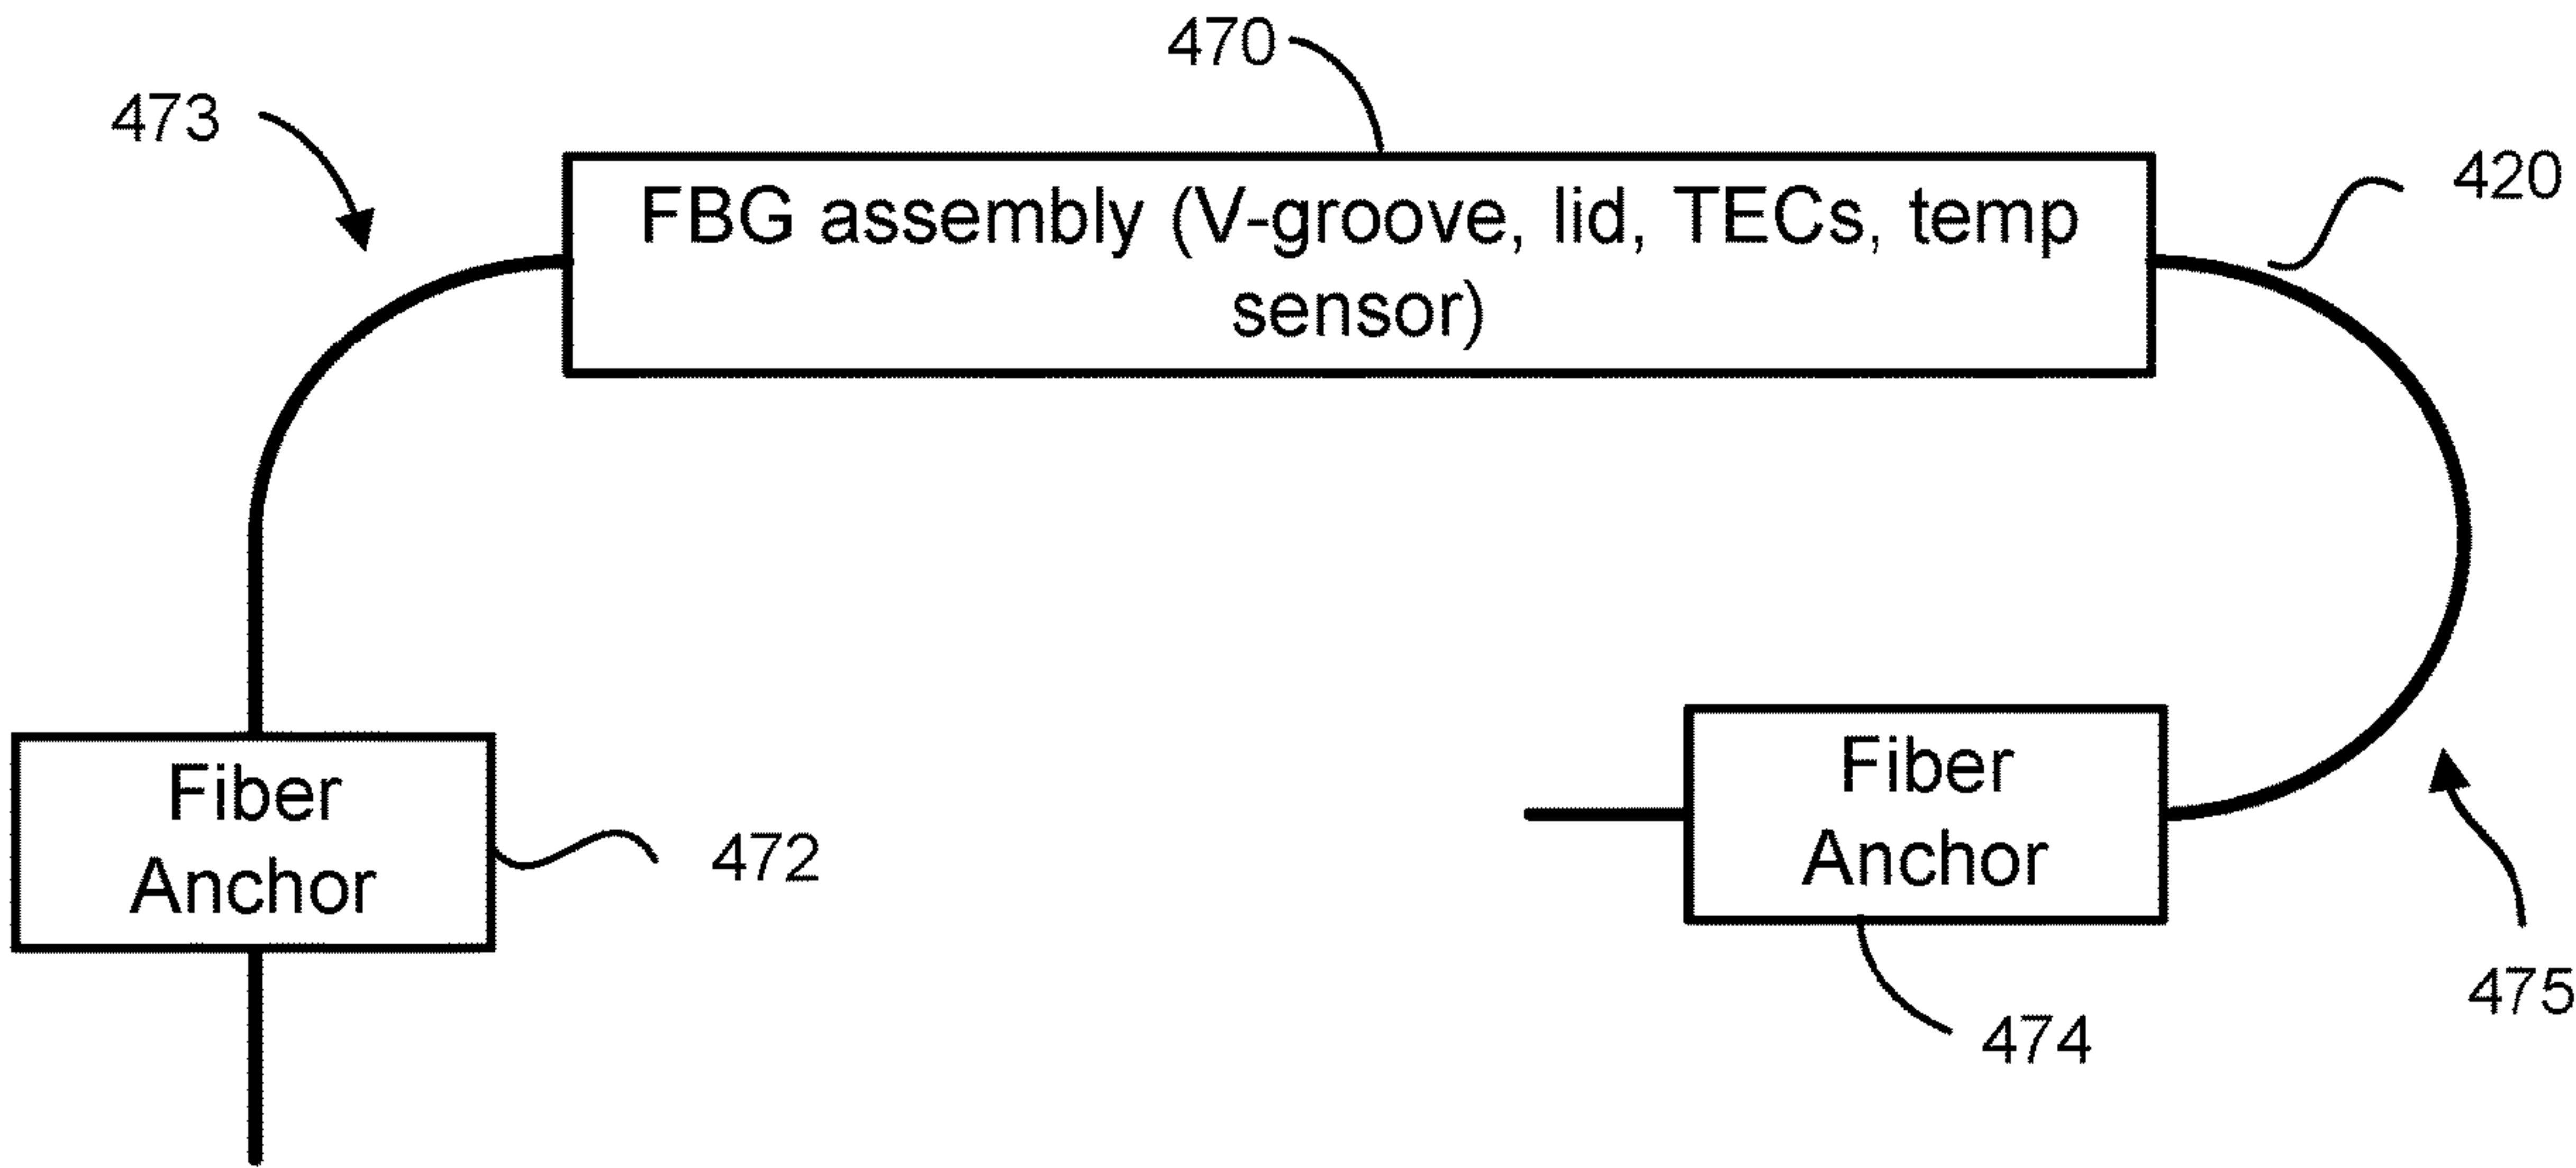 470
473
FBG assembly (V-groove, lid, TECs, temp
sensor)
420
Fiber
Anchor
472
Fiber
Anchor
474
475